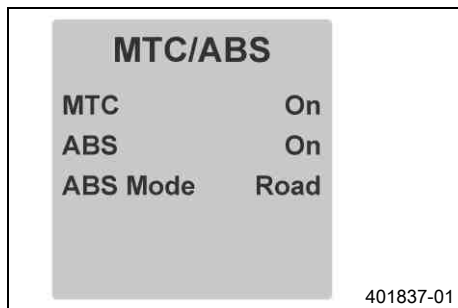 MTC/ABS
MTC On
ABS On
ABS Mode Road
401837-01